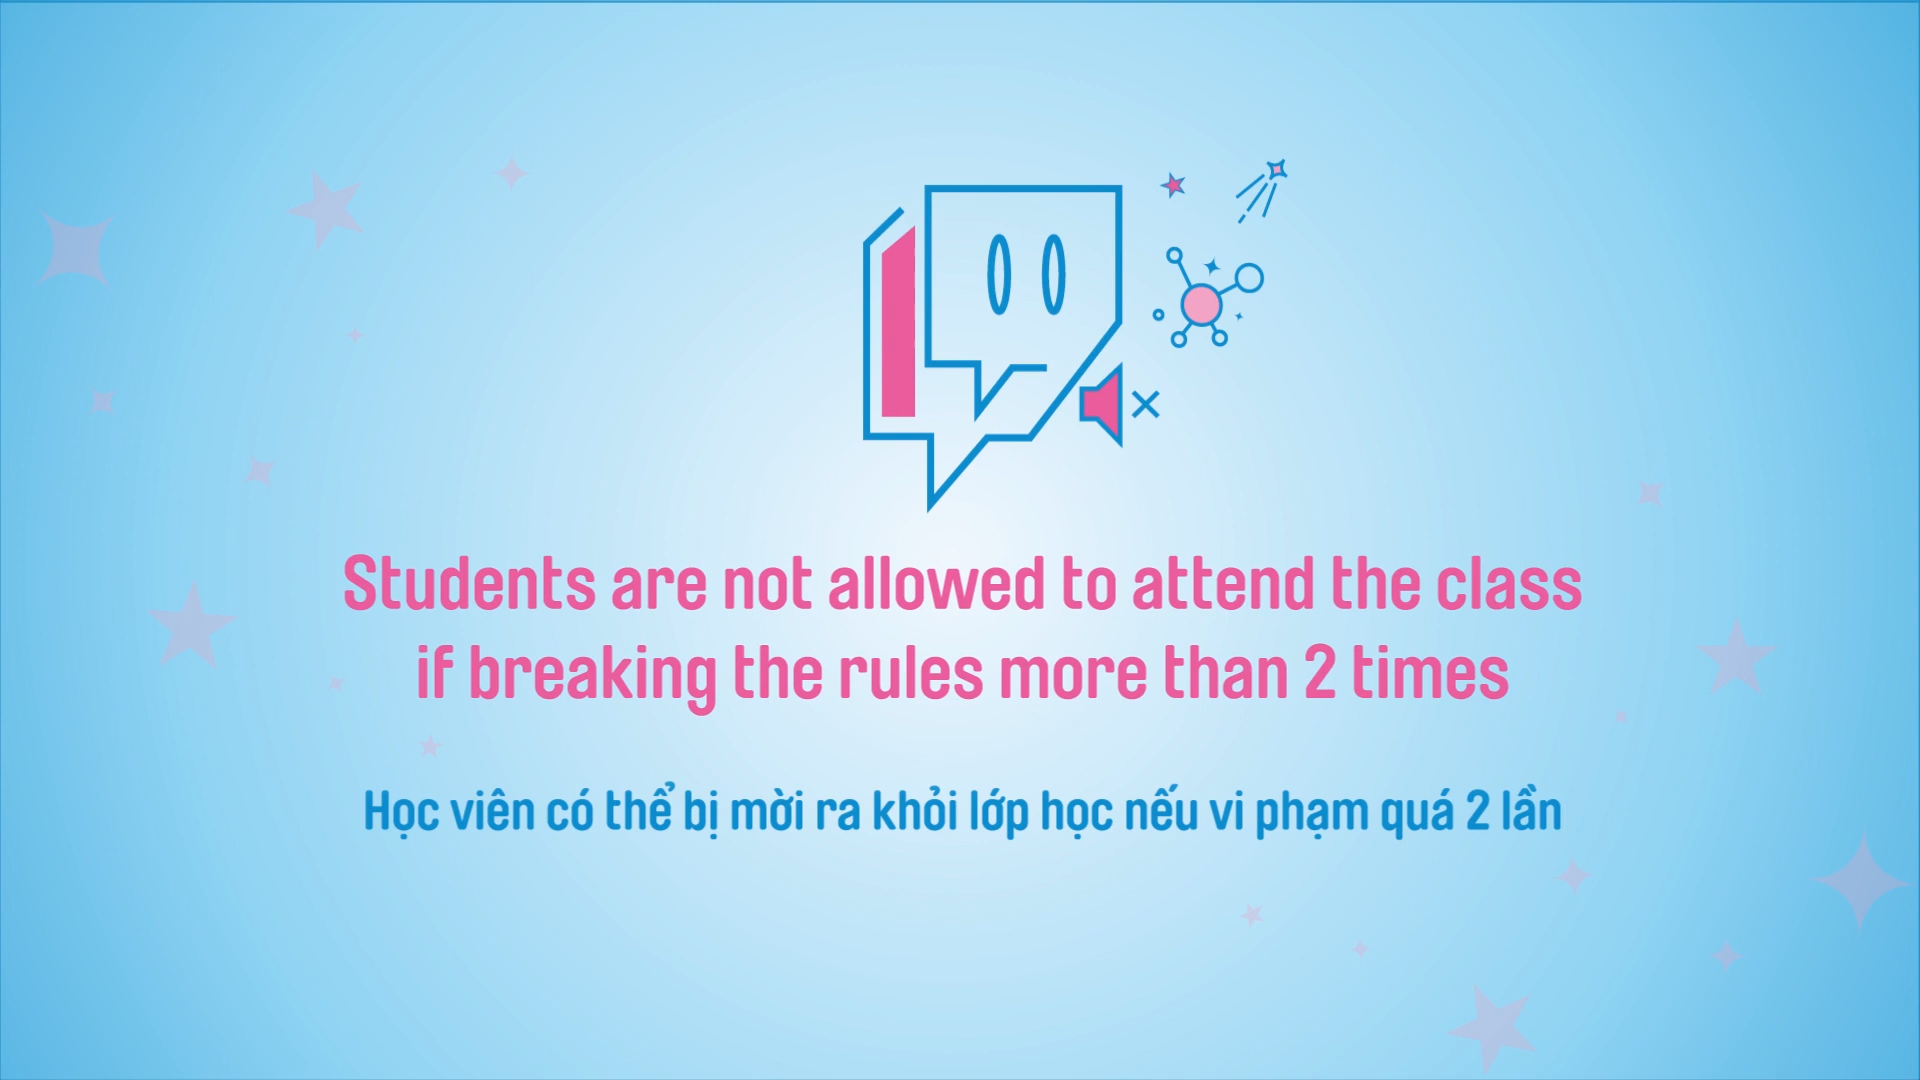 Students are not allowed to attend the class
if breaking the rules more than 2 times
Học viên có thể bị mời ra khỏi lớp học nếu vi phạm quá 2 lần